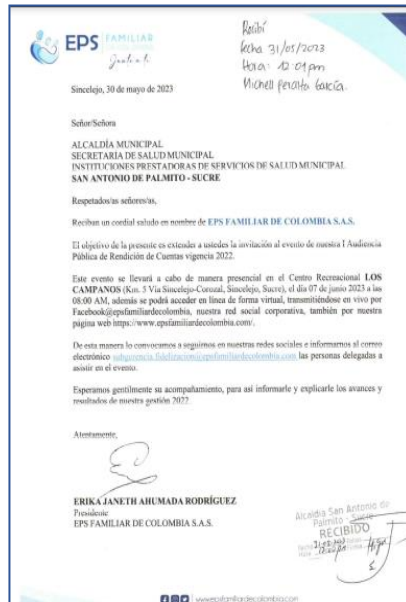 EPS FAMILIAR
DE COLOMBIA
Junto a ti
Recibí
fecha 31/05/2023
Hora: 12:01pm
Michell Peralta García.
Sincelejo, 30 de mayo de 2023
Señor/Señora
ALCALDÍA MUNICIPAL
SECRETARIA DE SALUD MUNICIPAL
INSTITUCIONES PRESTADORAS DE SERVICIOS DE SALUD MUNICIPAL
SAN ANTONIO DE PALMITO - SUCRE
Respetados/as señores/as,
Reciban un cordial saludo en nombre de EPS FAMILIAR DE COLOMBIA S.A.S.
El objetivo de la presente es extender a ustedes la invitación al evento de nuestra I Audiencia
Pública de Rendición de Cuentas vigencia 2022.
Este evento se llevará a cabo de manera presencial en el Centro Recreacional LOS
CAMPANOS (Km. 5 Vía Sincelejo-Corozal, Sincelejo, Sucre), el día 07 de junio 2023 a las
08:00 AM, además se podrá acceder en línea de forma virtual, transmitiéndose en vivo por
Facebook@epsfamiliardecolombia, nuestra red social corporativa, también por nuestra
página web https://www.epsfamiliardecolombia.com/.
De esta manera lo convocamos a seguirnos en nuestras redes sociales e informarnos al correo
electrónico subgerencia.fidelizacion@epsfamiliardecolombia.com las personas delegadas a
asistir en el evento.
Esperamos gentilmente su acompañamiento, para así informarle y explicarle los avances y
resultados de nuestra gestión 2022
Atentamente,
ERIKA JANETH AHUMADA RODRÍGUEZ
Presidente
EPS FAMILIAR DE COLOMBIA S.A.S.
Alcaldía San Antonio de
Palmito - Sucre
RECIBIDO
www.epsfamiliardecolombia.com